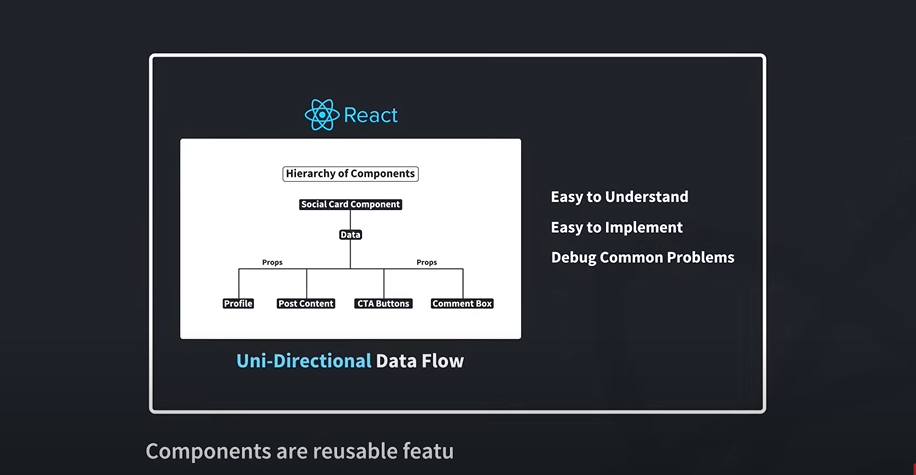 React
Hierarchy of Components
Social Card Component
Data
Props Props
Profile Post Content CTA Buttons Comment Box
Uni-Directional Data Flow
Easy to Understand
Easy to Implement
Debug Common Problems
Components are reusable featu